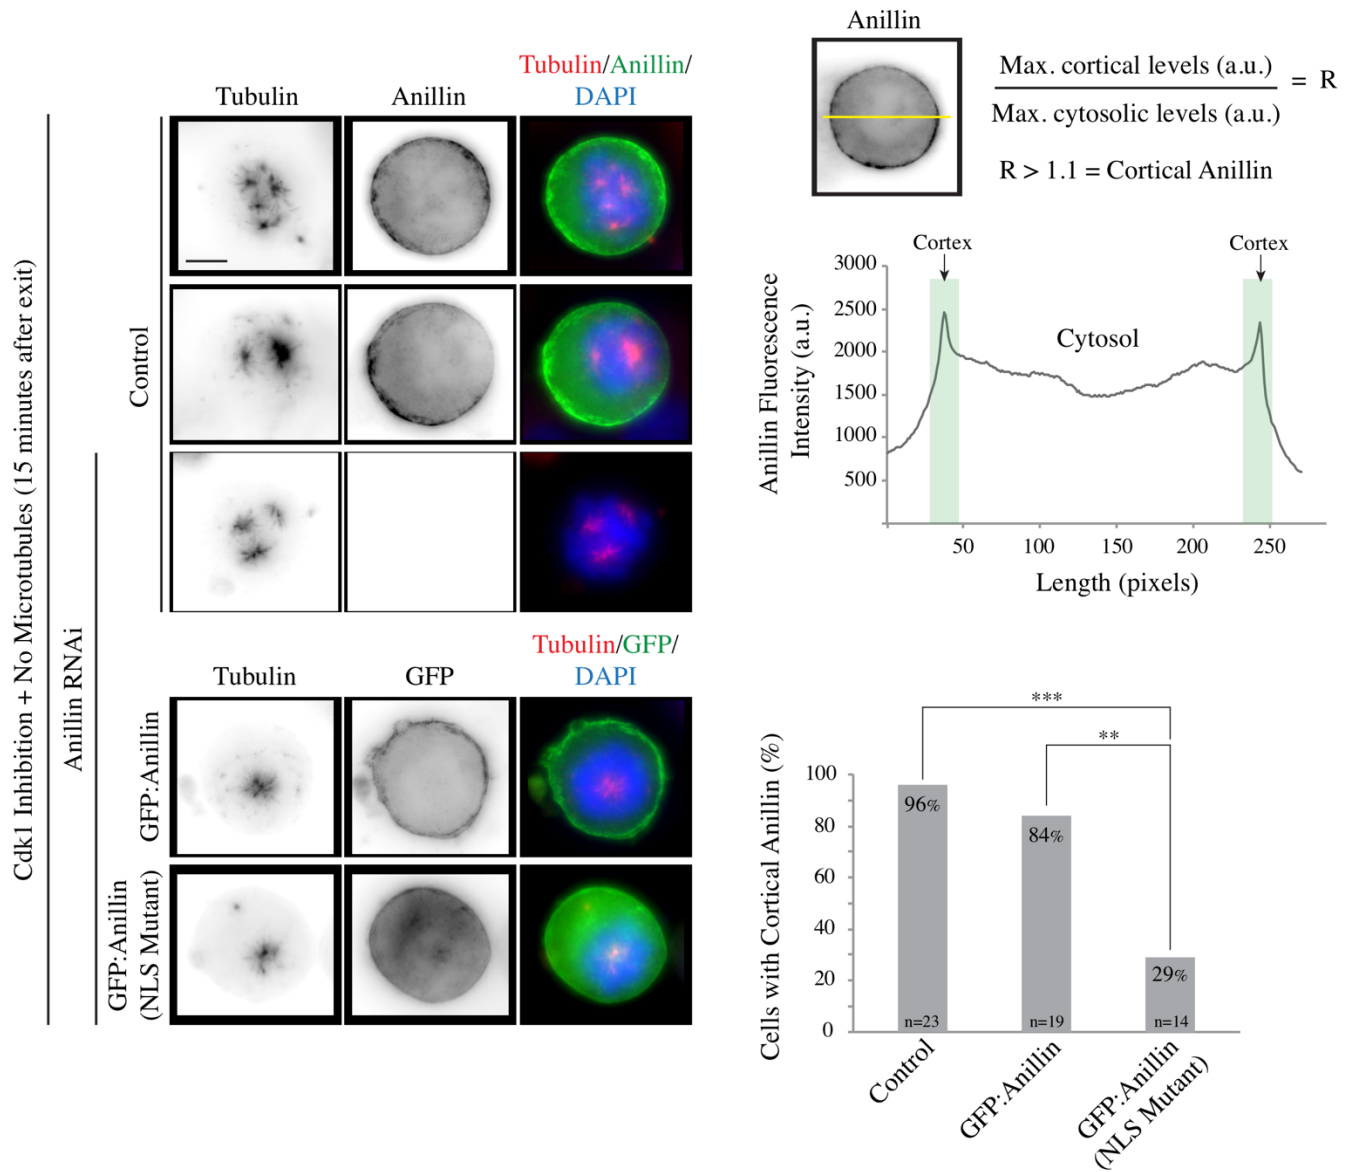 Cdk1 Inhibition + No Microtubules (15 minutes after exit)
Control
Anillin RNAi
GFP:Anillin
GFP:Anillin
(NLS Mutant)
Tubulin
Anillin
Tubulin/Anillin/
DAPI
Tubulin
GFP
Tubulin/GFP/
DAPI
Anillin
Max. cortical levels (a.u.)
Max. cytosolic levels (a.u.)
= R
R > 1.1 = Cortical Anillin
Cortex
Cortex
Cytosol
Anillin Fluorescence
Intensity (a.u.)
3000
2500
2000
1500
1000
500
50 100 150 200 250
Length (pixels)
***
**
Cells with Cortical Anillin (%)
100
80
60
40
20
0
96%
84%
29%
n=23
n=19
n=14
Control
GFP:Anillin
GFP:Anillin
(NLS Mutant)